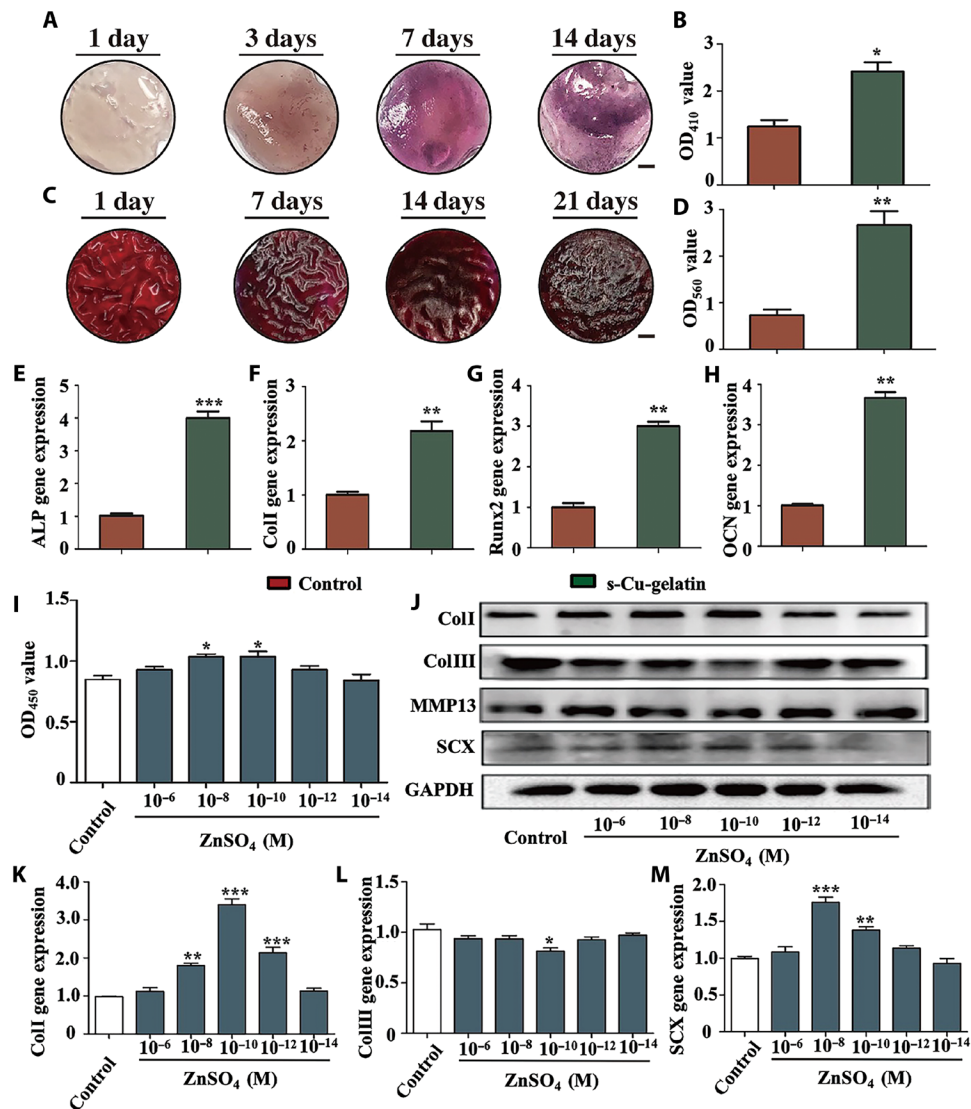 A
1 day 3 days 7 days 14 days
B
OD410 value
3
2
1
0
*
C
1 day 7 days 14 days 21 days
D
OD560 value
3
2
1
0
**
E
ALP gene expression
5
4
3
2
1
0
***
F
ColI gene expression
3
2
1
0
**
G
Runx2 gene expression
4
3
2
1
0
**
H
OCN gene expression
4
3
2
1
0
**
Control s-Cu-gelatin
I
OD450 value
1.5
1.0
0.5
0
* *
Control 10−6 10−8 10−10 10−12 10−14
ZnSO4 (M)
J
ColI
ColIII
MMP13
SCX
GAPDH
Control 10−6 10−8 10−10 10−12 10−14
ZnSO4 (M)
K
ColI gene expression
4.0
3.0
2.0
1.0
0
** *** ***
Control 10−6 10−8 10−10 10−12 10−14
ZnSO4 (M)
L
ColIII gene expression
1.5
1.0
0.5
0
*
Control 10−6 10−8 10−10 10−12 10−14
ZnSO4 (M)
M
SCX gene expression
2.0
1.5
1.0
0.5
0
*** **
Control 10−6 10−8 10−10 10−12 10−14
ZnSO4 (M)